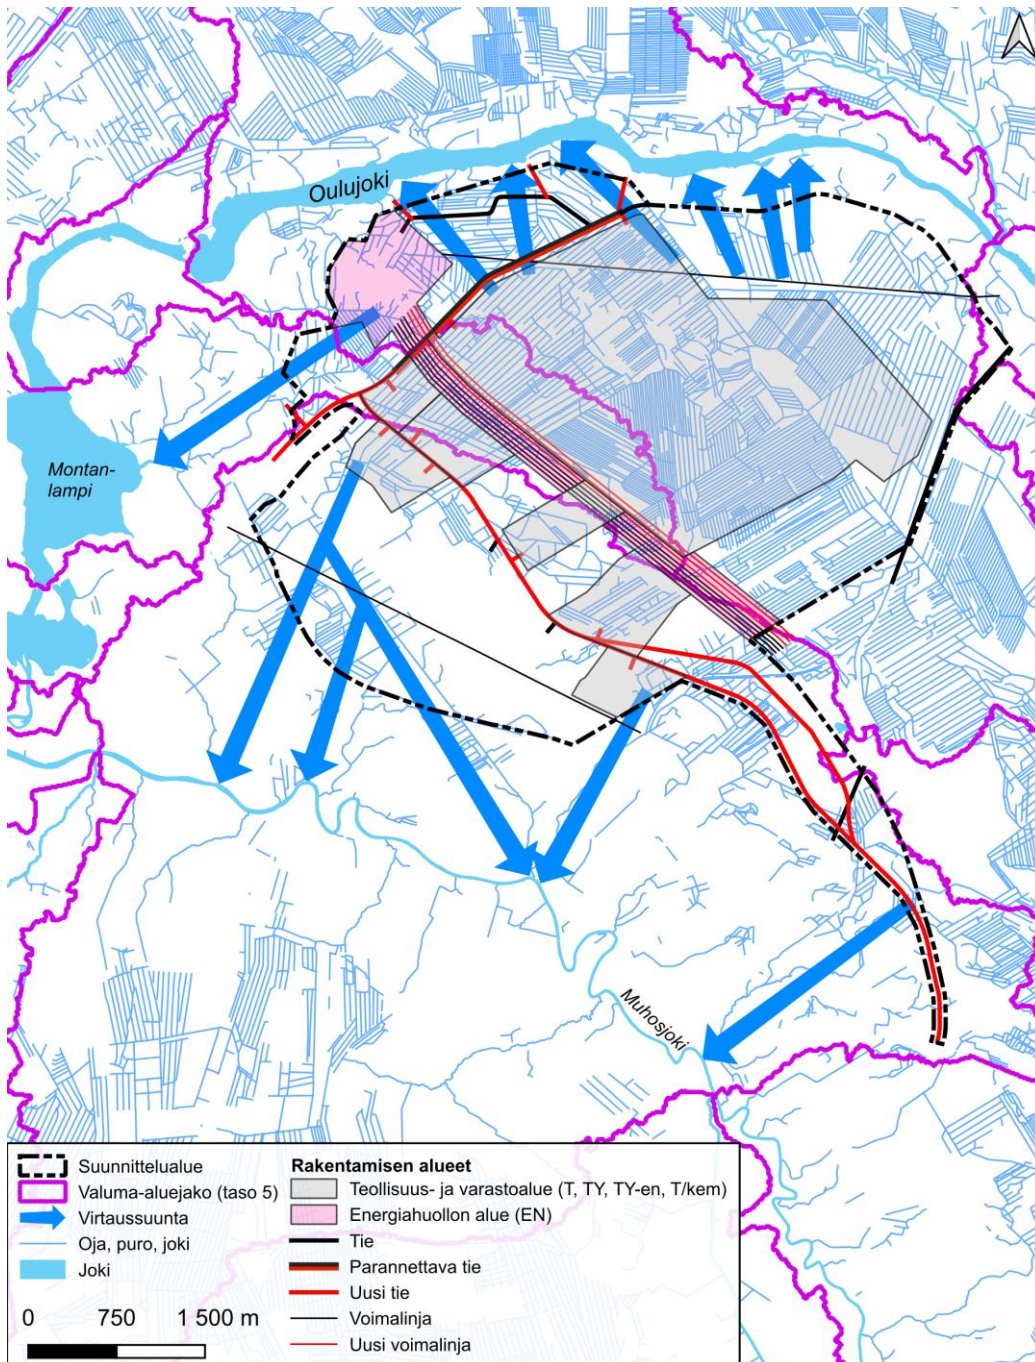 Oulujoki
Montan-
lampi
Muhosjoki
Suunnittelualue
Valuma-aluejako (taso 5)
Virtaussuunta
Oja, puro, joki
Joki
0 750 1 500 m
Rakentamisen alueet
Teollisuus- ja varastoalue (T, TY, TY-en, T/kem)
Energiahuollon alue (EN)
Tie
Parannettava tie
Uusi tie
Voimalinja
Uusi voimalinja